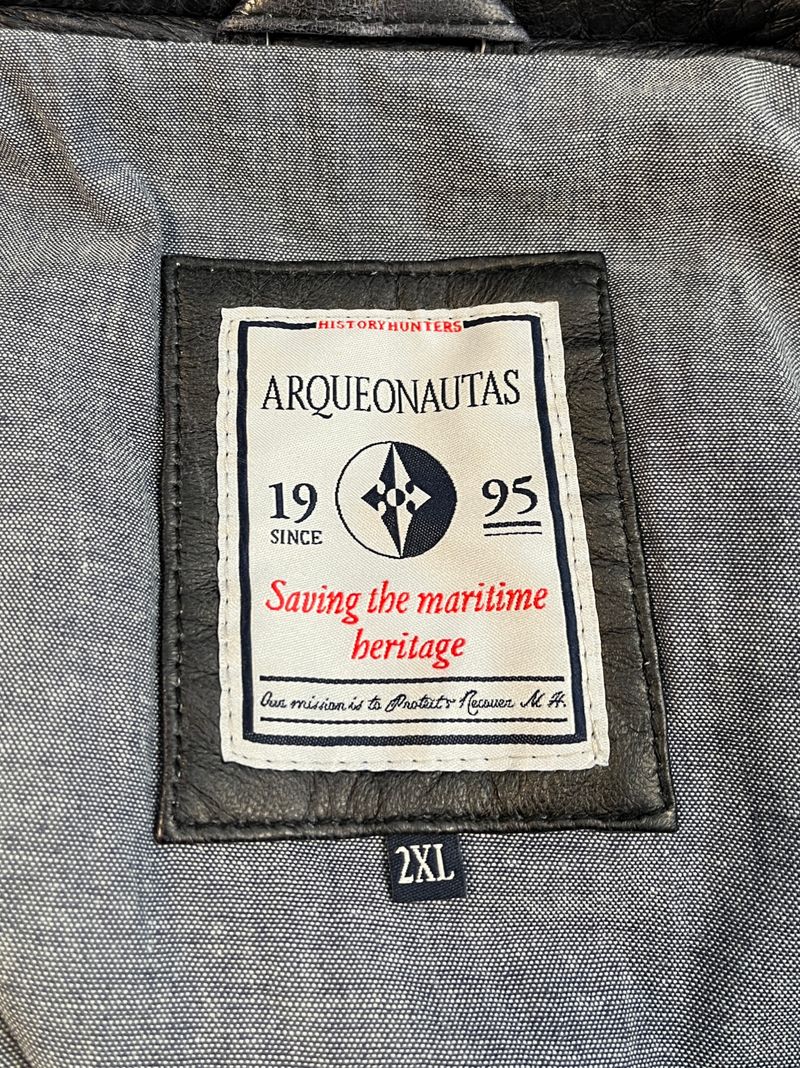 HISTORYHUNTERS
ARQUEONAUTAS
19 95
SINCE
Saving the maritime
heritage
Our mission is to Protect & Recover M. H.
2XL